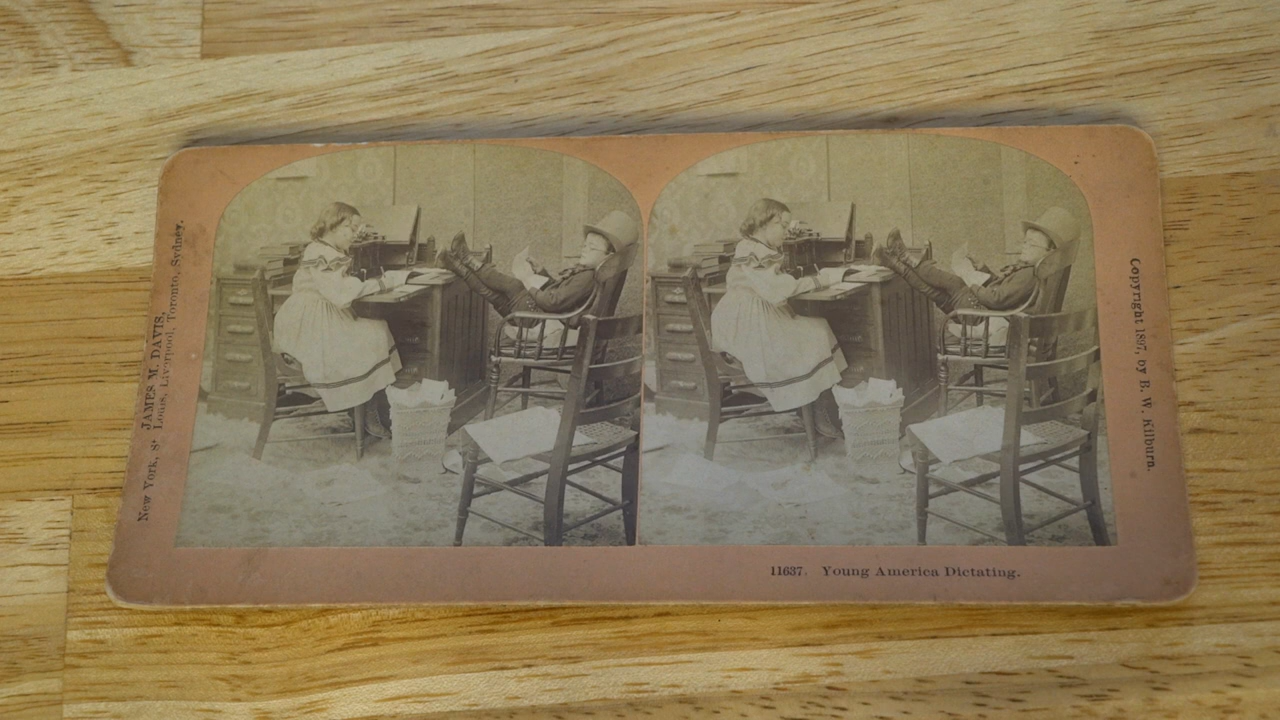 JAMES M. DAVIS,
New York, St Louis, Liverpool, Toronto, Sydney.
Copyright 1897, by B. W. Kilburn.
11637. Young America Dictating.